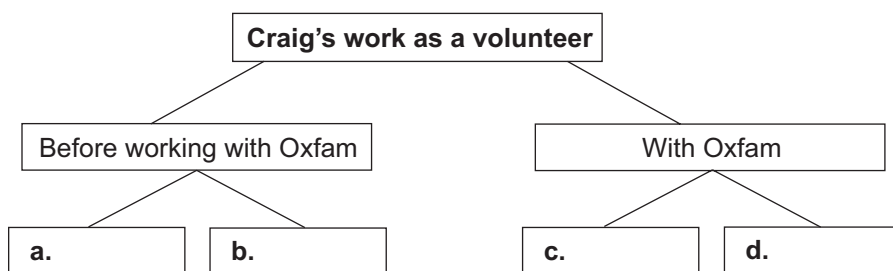 Craig’s work as a volunteer
Before working with Oxfam
With Oxfam
a.
b.
c.
d.